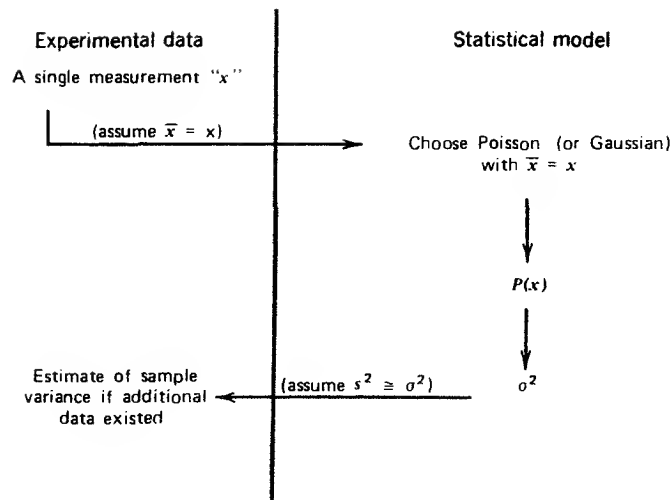 Experimental data
A single measurement “x”
(assume x̄ = x)
Statistical model
Choose Poisson (or Gaussian)
with x̄ = x
P(x)
σ²
(assume s² ≅ σ²)
Estimate of sample
variance if additional
data existed